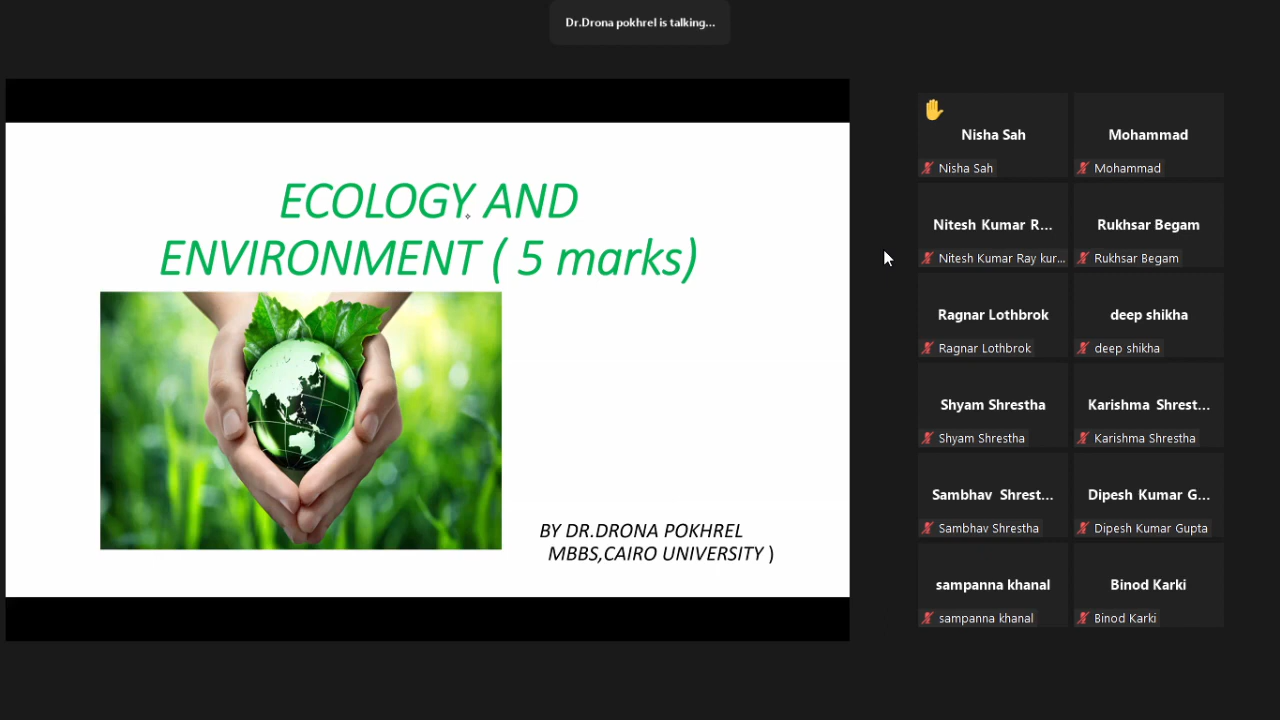 Dr.Drona pokhrel is talking...
ECOLOGY AND
ENVIRONMENT ( 5 marks)
BY DR.DRONA POKHREL
MBBS,CAIRO UNIVERSITY )
Nisha Sah
Nisha Sah
Mohammad
Mohammad
Nitesh Kumar R...
Nitesh Kumar Ray kur...
Rukhsar Begam
Rukhsar Begam
Ragnar Lothbrok
Ragnar Lothbrok
deep shikha
deep shikha
Shyam Shrestha
Shyam Shrestha
Karishma Shrest...
Karishma Shrestha
Sambhav Shrest...
Sambhav Shrestha
Dipesh Kumar G...
Dipesh Kumar Gupta
sampanna khanal
sampanna khanal
Binod Karki
Binod Karki